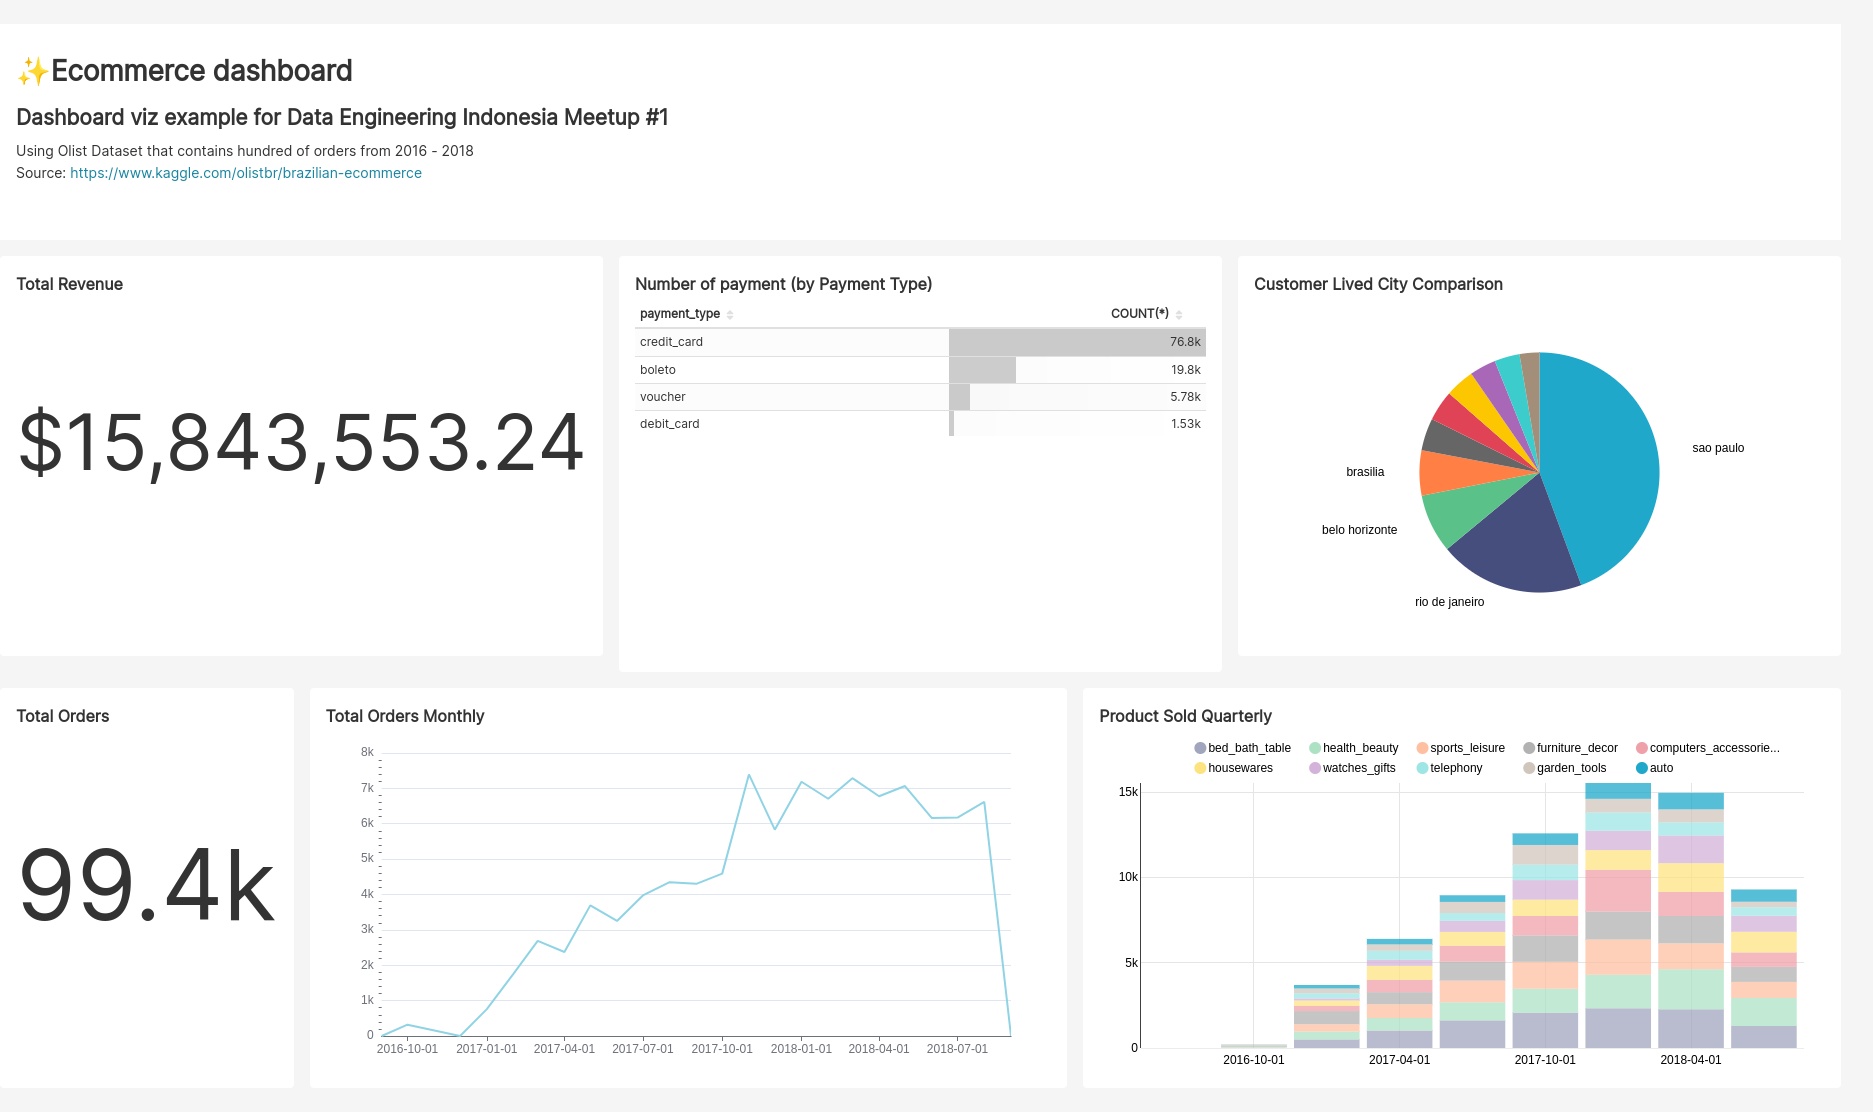 ✨Ecommerce dashboard
Dashboard viz example for Data Engineering Indonesia Meetup #1
Using Olist Dataset that contains hundred of orders from 2016 - 2018
Source: https://www.kaggle.com/olistbr/brazilian-ecommerce
Total Revenue
$15,843,553.24
Number of payment (by Payment Type)
payment_type COUNT(*)
credit_card 76.8k
boleto 19.8k
voucher 5.78k
debit_card 1.53k
Customer Lived City Comparison
sao paulo
brasilia
belo horizonte
rio de janeiro
Total Orders
99.4k
Total Orders Monthly
8k
7k
6k
5k
4k
3k
2k
1k
0
2016-10-01 2017-01-01 2017-04-01 2017-07-01 2017-10-01 2018-01-01 2018-04-01 2018-07-01
Product Sold Quarterly
bed_bath_table health_beauty sports_leisure furniture_decor computers_accessorie...
housewares watches_gifts telephony garden_tools auto
15k
10k
5k
0
2016-10-01 2017-04-01 2017-10-01 2018-04-01